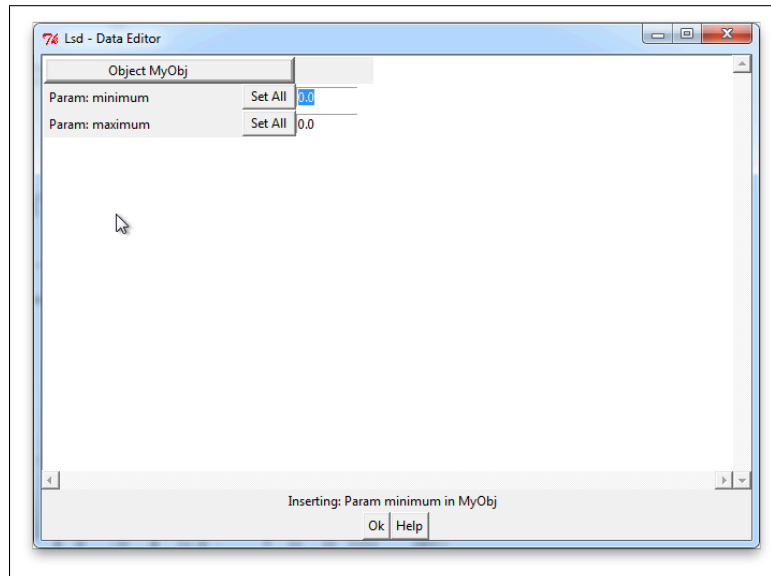 Lsd - Data Editor
Object MyObj
Param: minimum Set All 0.0
Param: maximum Set All 0.0
Inserting: Param minimum in MyObj
Ok Help